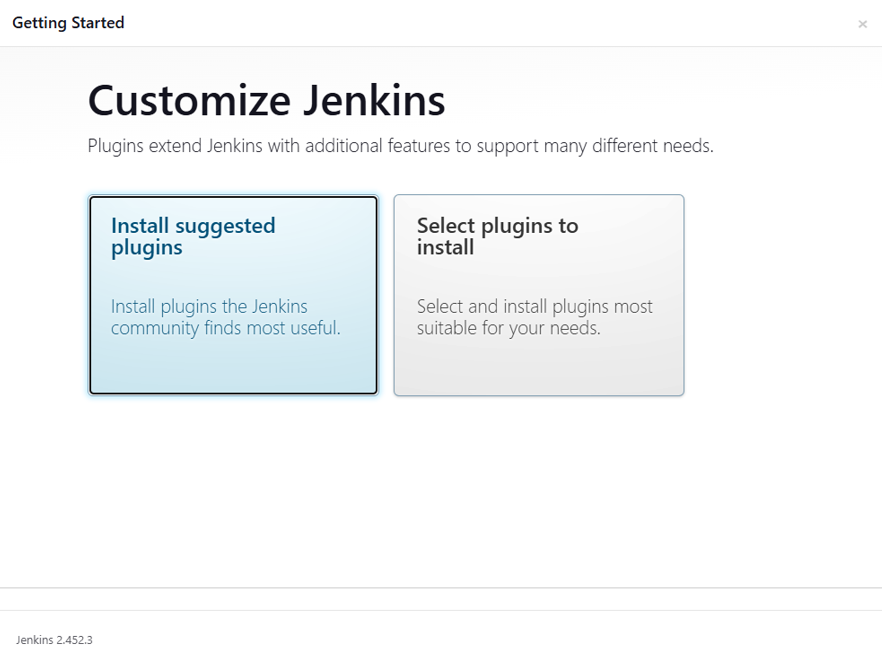 Getting Started
×
Customize Jenkins
Plugins extend Jenkins with additional features to support many different needs.
Install suggested
plugins
Install plugins the Jenkins
community finds most useful.
Select plugins to
install
Select and install plugins most
suitable for your needs.
Jenkins 2.452.3